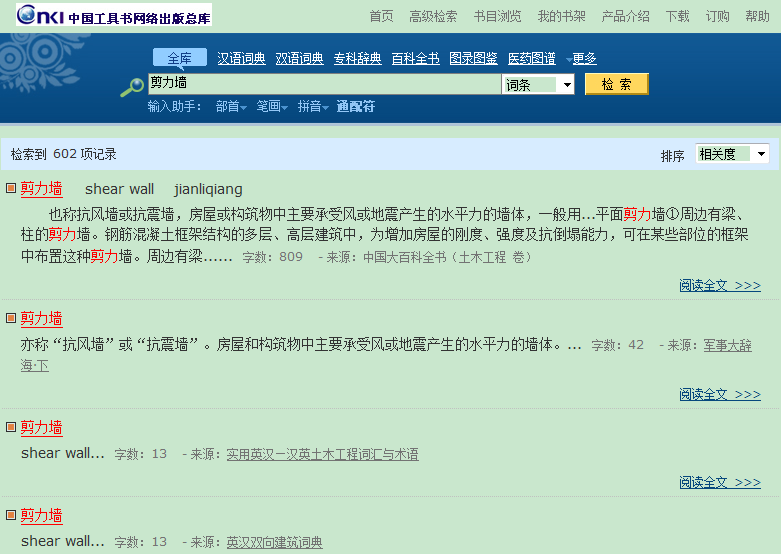 CNKI 中国工具书网络出版总库
首页 高级检索 书目浏览 我的书架 产品介绍 下载 订购 帮助
全库 汉语词典 双语词典 专科辞典 百科全书 图录图鉴 医药图谱 更多
剪力墙 词条 检 索
输入助手： 部首 笔画 拼音 通配符
检索到 602 项记录 排序 相关度
剪力墙 shear wall jianliqiang
也称抗风墙或抗震墙，房屋或构筑物中主要承受风或地震产生的水平力的墙体，一般用...平面剪力墙①周边有梁、
柱的剪力墙。钢筋混凝土框架结构的多层、高层建筑中，为增加房屋的刚度、强度及抗倒塌能力，可在某些部位的框架
中布置这种剪力墙。周边有梁...... 字数：809 - 来源：中国大百科全书（土木工程 卷）
阅读全文 >>>
剪力墙
亦称“抗风墙”或“抗震墙”。房屋和构筑物中主要承受风或地震产生的水平力的墙体。... 字数：42 - 来源：军事大辞
海·下
阅读全文 >>>
剪力墙
shear wall... 字数：13 - 来源：实用英汉－汉英土木工程词汇与术语
阅读全文 >>>
剪力墙
shear wall... 字数：13 - 来源：英汉双向建筑词典